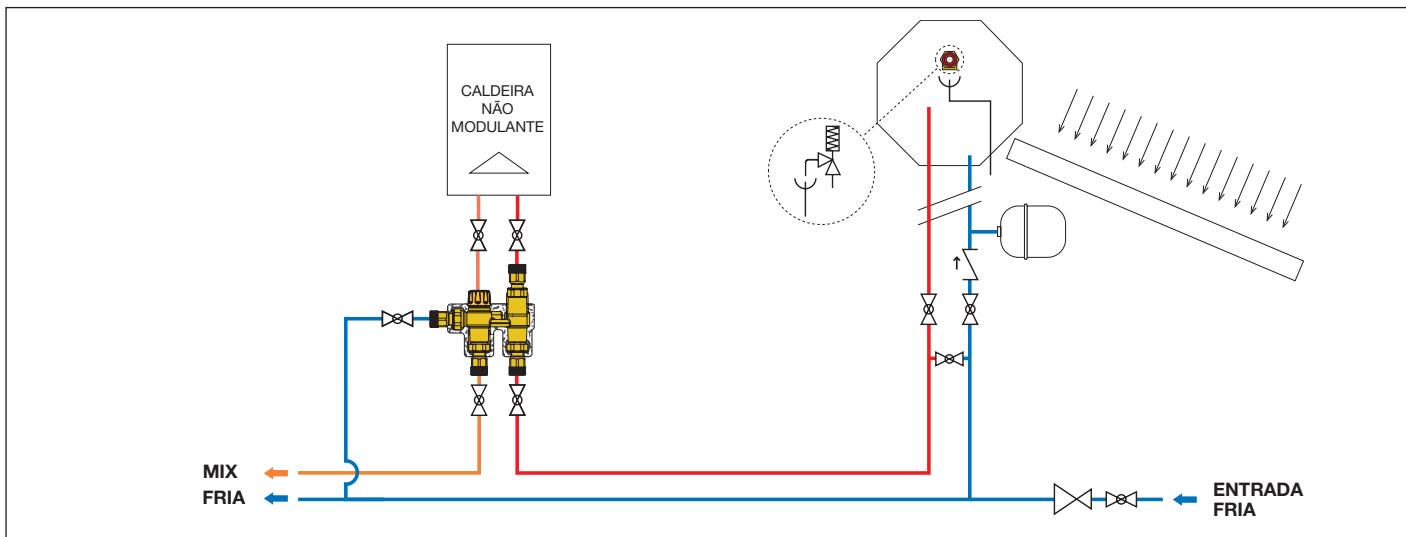 CALDEIRA
NÃO
MODULANTE
MIX
FRIA
ENTRADA
FRIA